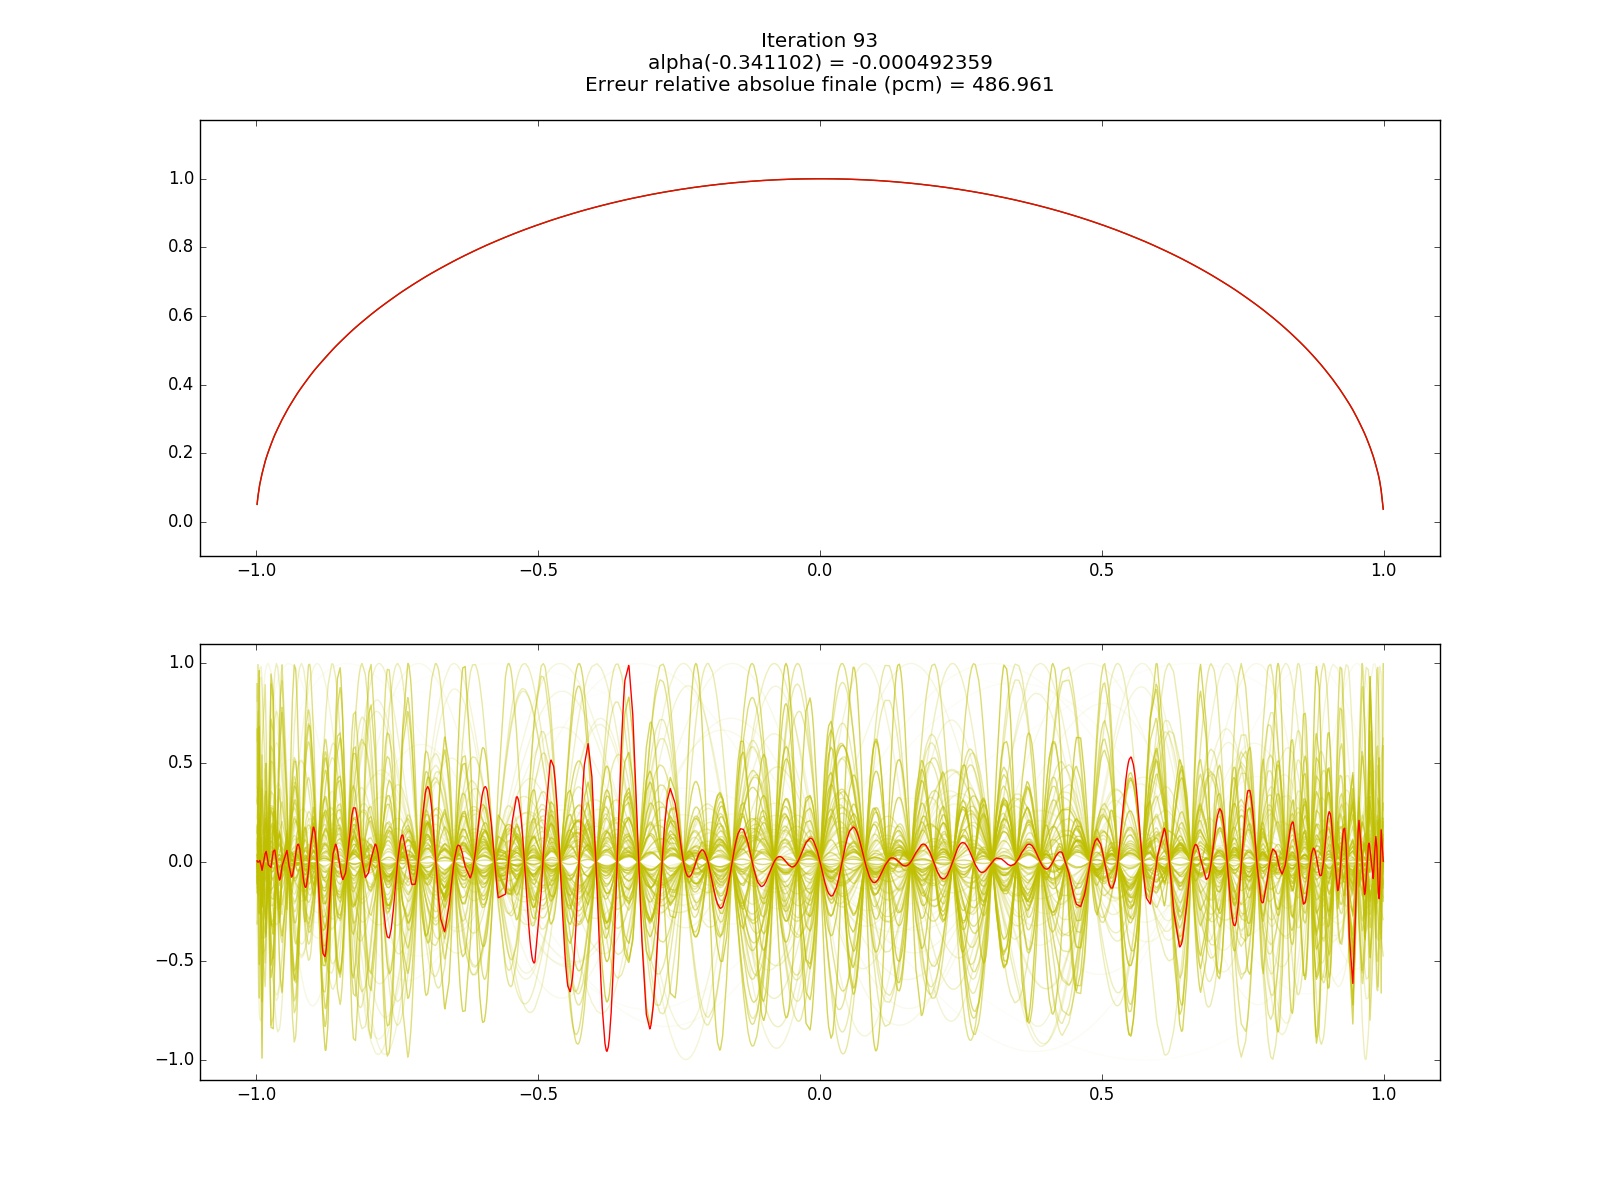 Iteration 93
alpha(-0.341102) = -0.000492359
Erreur relative absolue finale (pcm) = 486.961
1.0
0.8
0.6
0.4
0.2
0.0
−1.0 −0.5 0.0 0.5 1.0
1.0
0.5
0.0
−0.5
−1.0
−1.0 −0.5 0.0 0.5 1.0